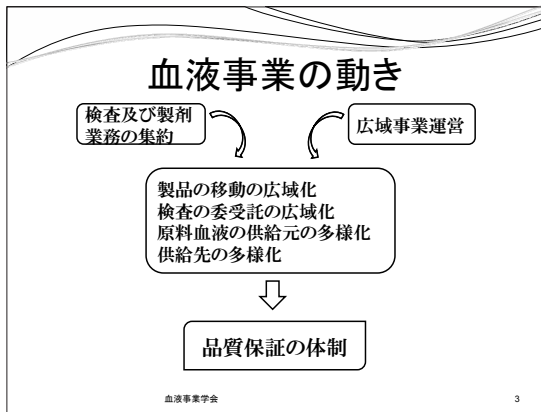 血液事業の動き
検査及び製剤
業務の集約
広域事業運営
製品の移動の広域化
検査の委受託の広域化
原料血液の供給元の多様化
供給先の多様化
品質保証の体制
血液事業学会
3